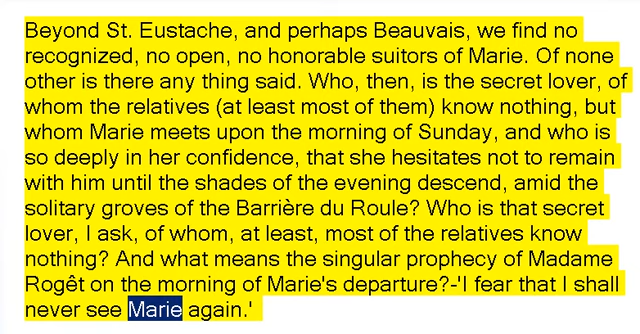 Beyond St. Eustache, and perhaps Beauvais, we find no
recognized, no open, no honorable suitors of Marie. Of none
other is there any thing said. Who, then, is the secret lover, of
whom the relatives (at least most of them) know nothing, but
whom Marie meets upon the morning of Sunday, and who is
so deeply in her confidence, that she hesitates not to remain
with him until the shades of the evening descend, amid the
solitary groves of the Barrière du Roule? Who is that secret
lover, I ask, of whom, at least, most of the relatives know
nothing? And what means the singular prophecy of Madame
Rogêt on the morning of Marie's departure?-'I fear that I shall
never see Marie again.'